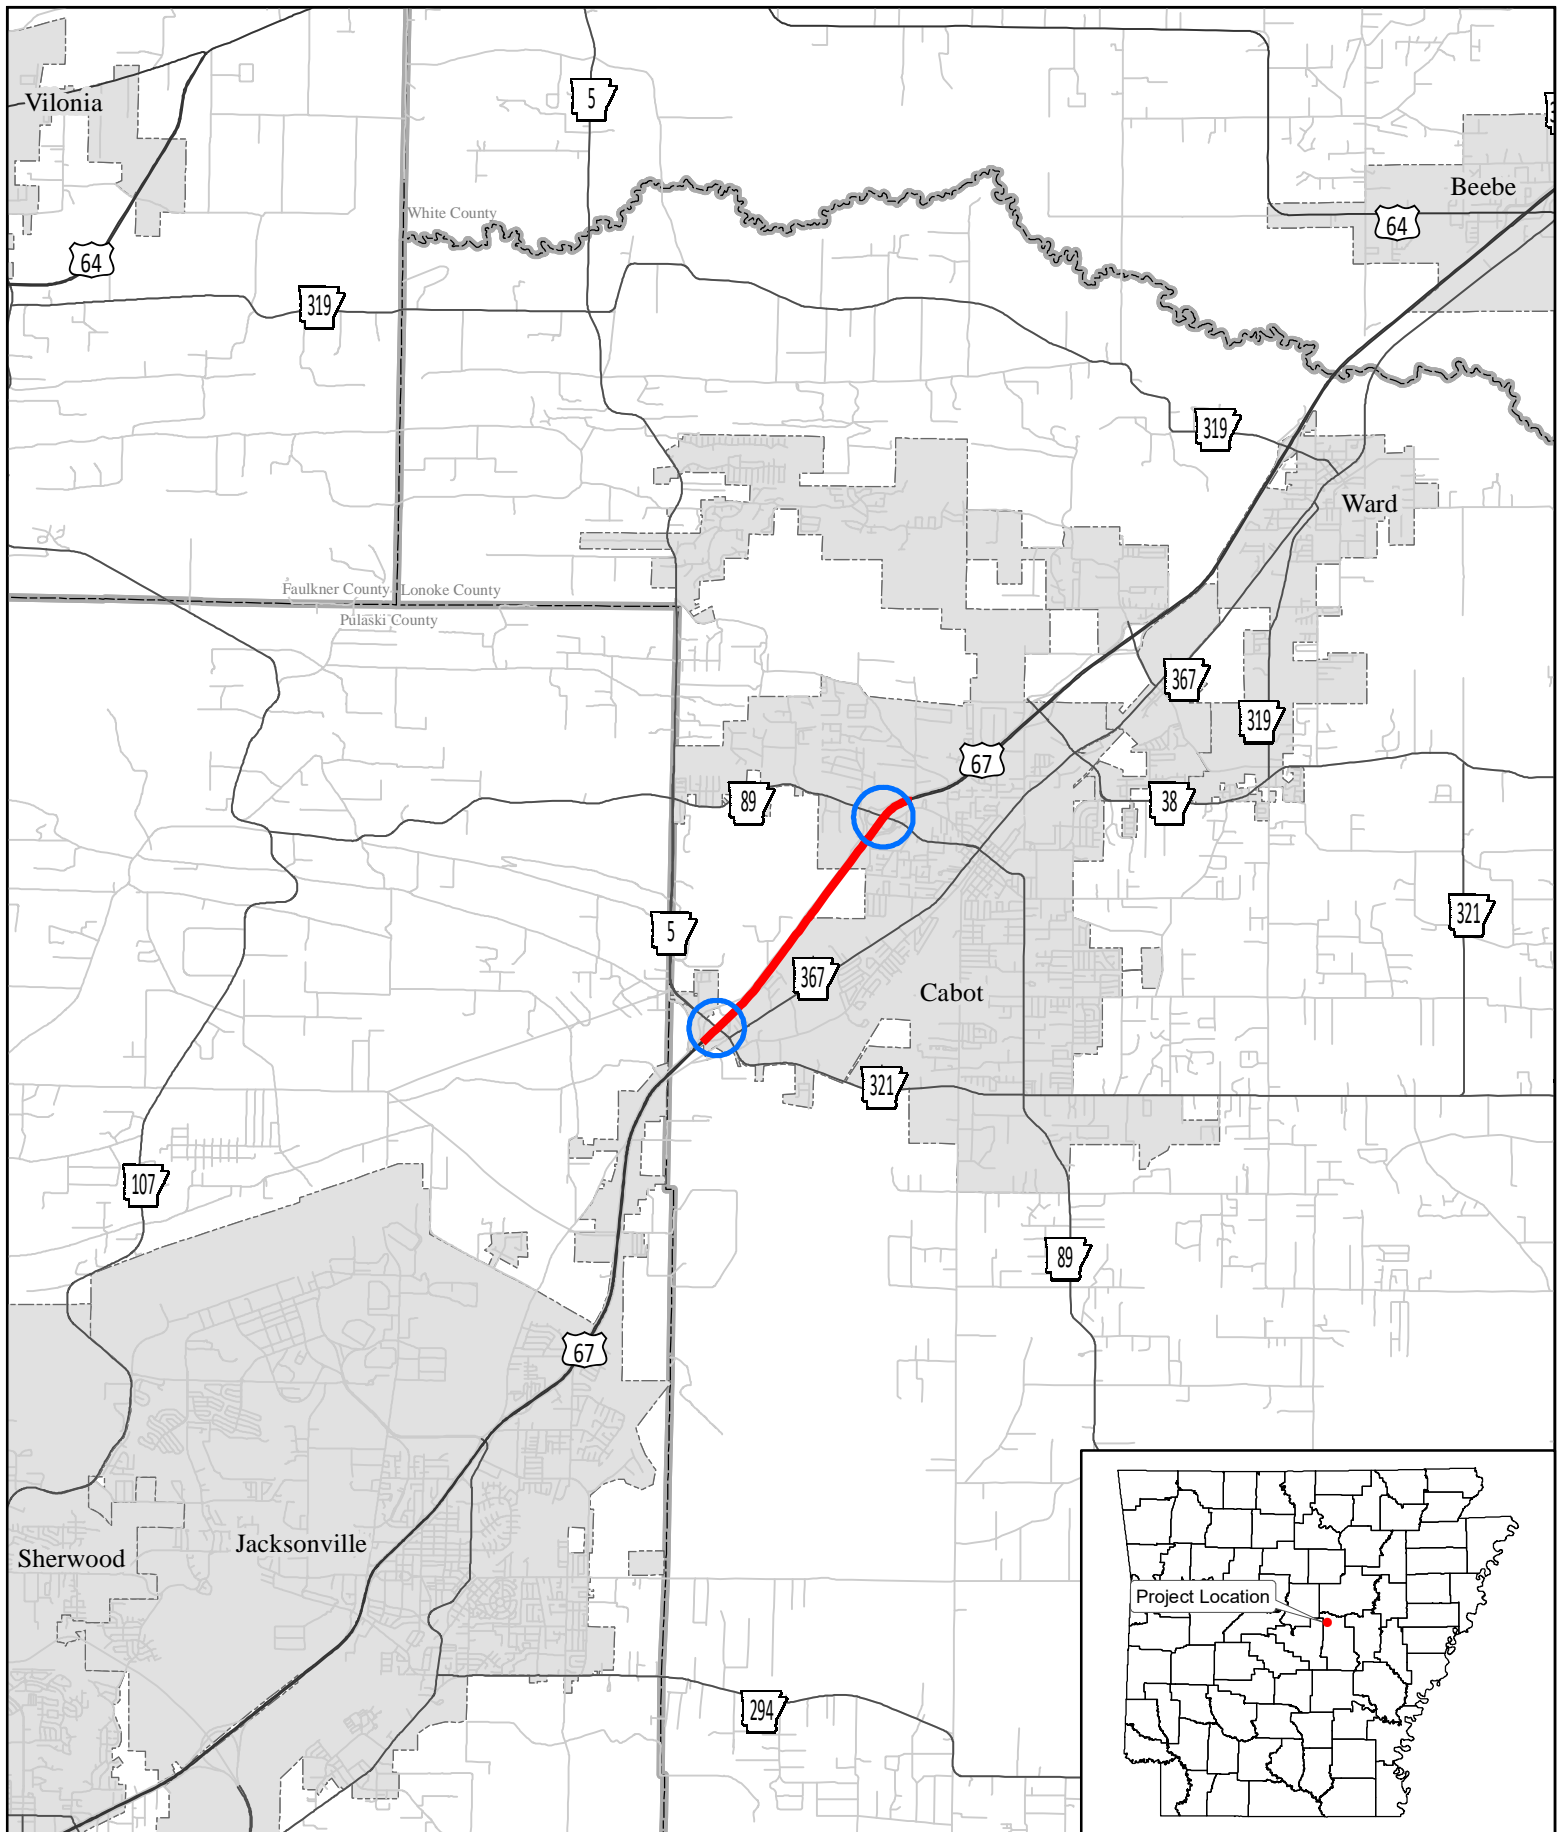 5
Vilonia
Beebe
White County
64
64
319
319
Ward
Faulkner County
Lonoke County
Pulaski County
367
319
67
89
38
321
5
367
Cabot
321
107
89
67
Jacksonville
Sherwood
Project Location
294